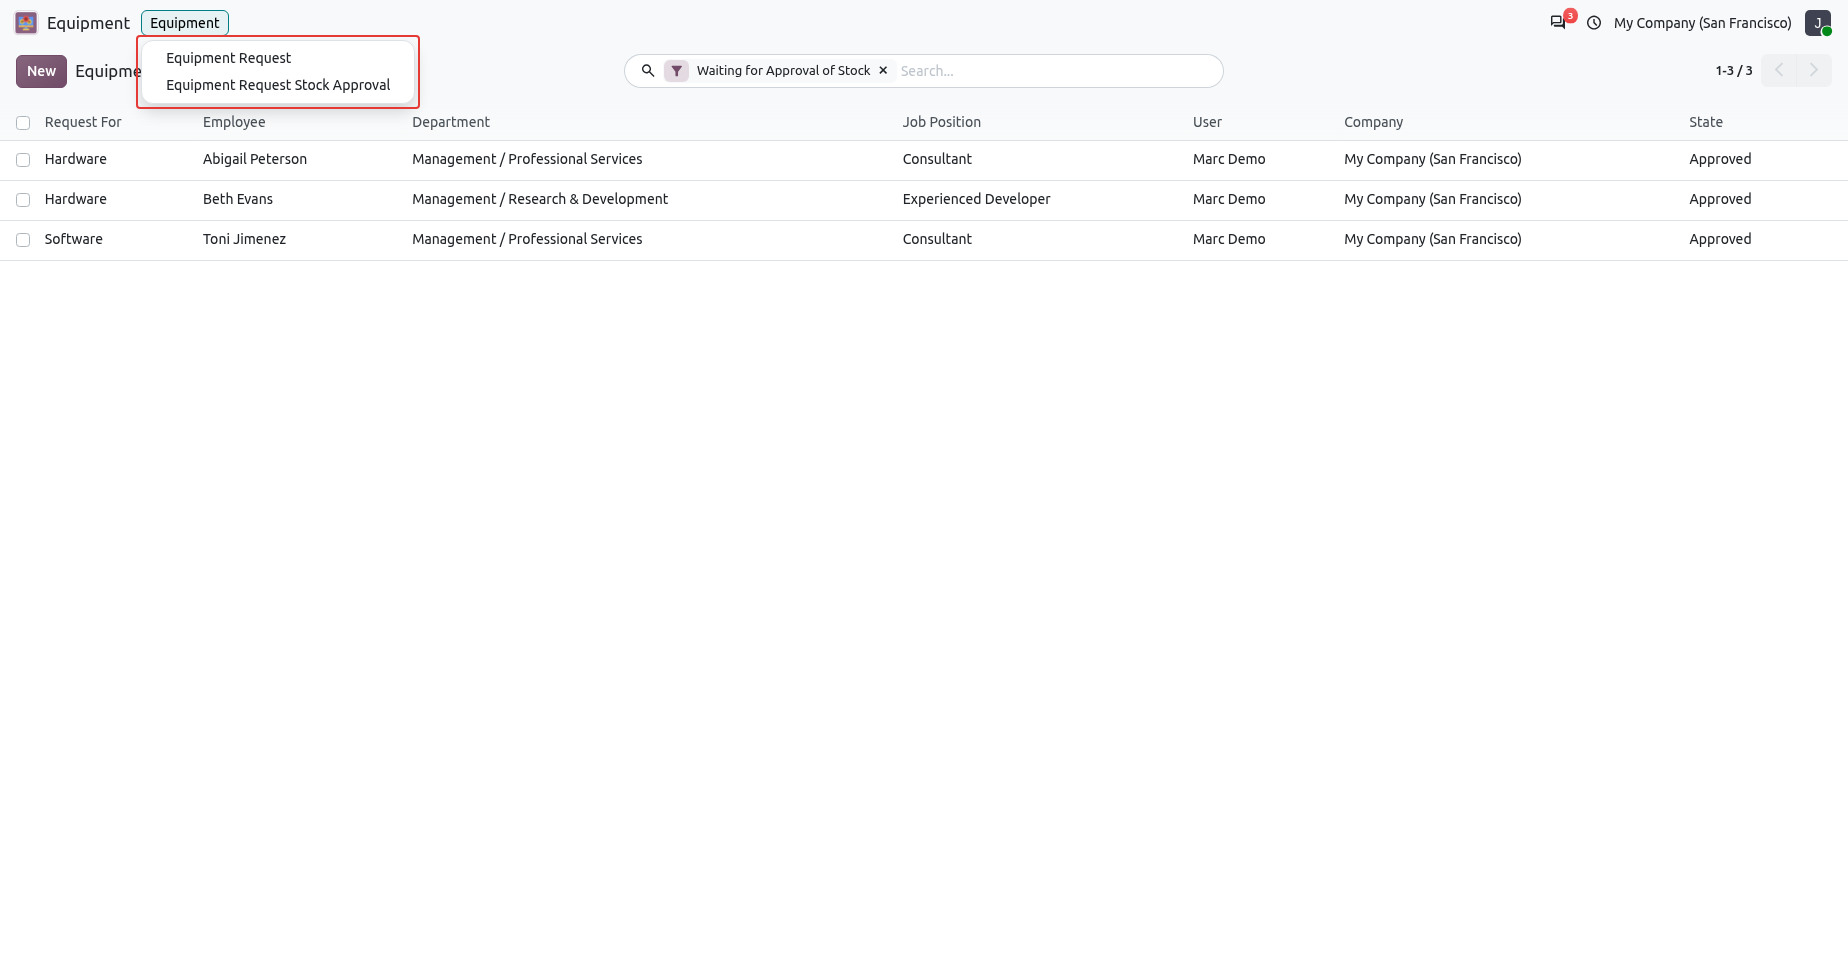 Equipment Equipment 3 My Company (San Francisco) J
Equipment Request
New Equipme Waiting for Approval of Stock × Search... 1-3 / 3
Equipment Request Stock Approval
Request For Employee Department Job Position User Company State
Hardware Abigail Peterson Management / Professional Services Consultant Marc Demo My Company (San Francisco) Approved
Hardware Beth Evans Management / Research & Development Experienced Developer Marc Demo My Company (San Francisco) Approved
Software Toni Jimenez Management / Professional Services Consultant Marc Demo My Company (San Francisco) Approved